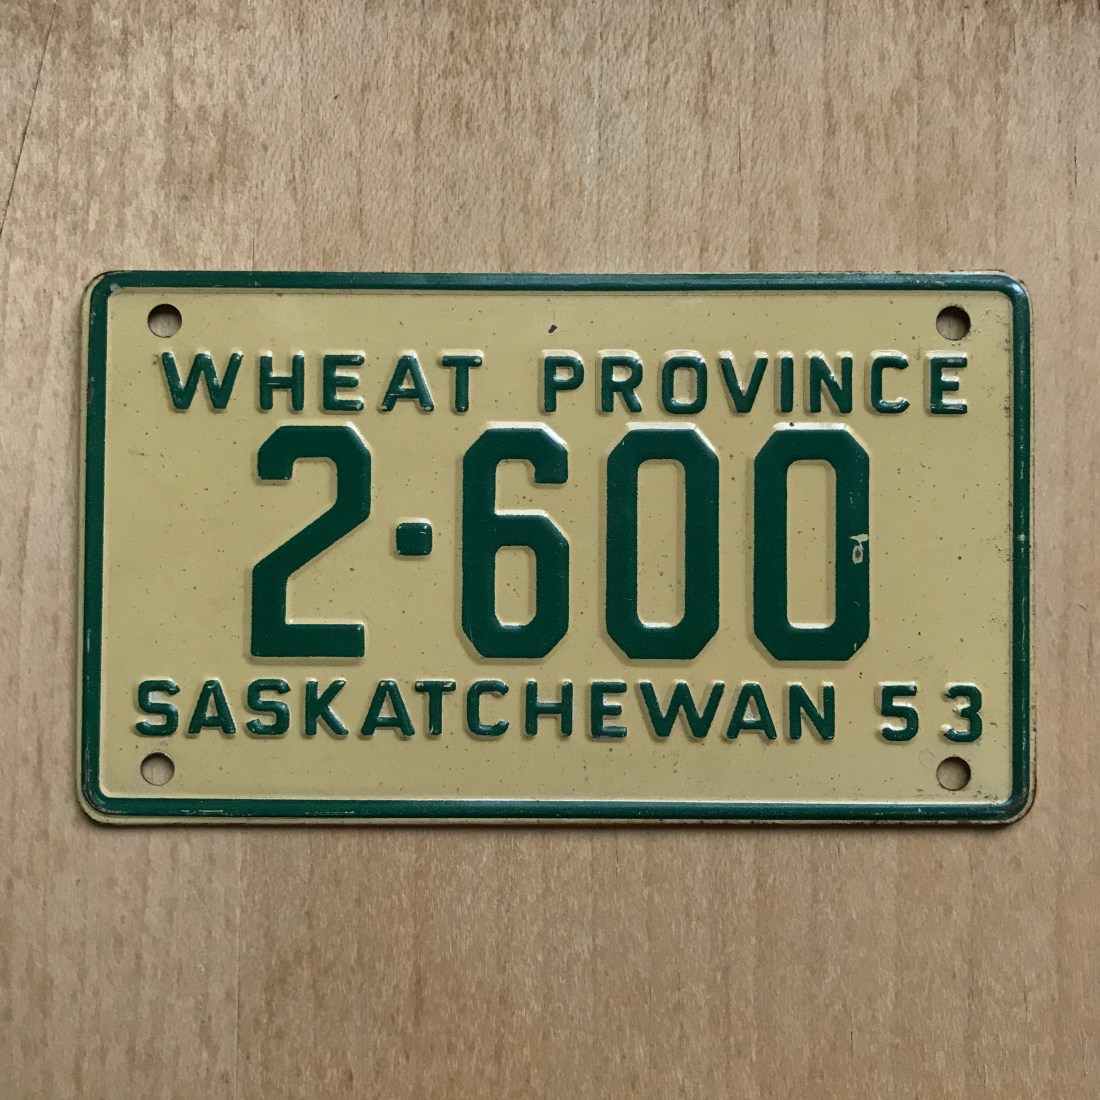 WHEAT PROVINCE
2·600
SASKATCHEWAN 53